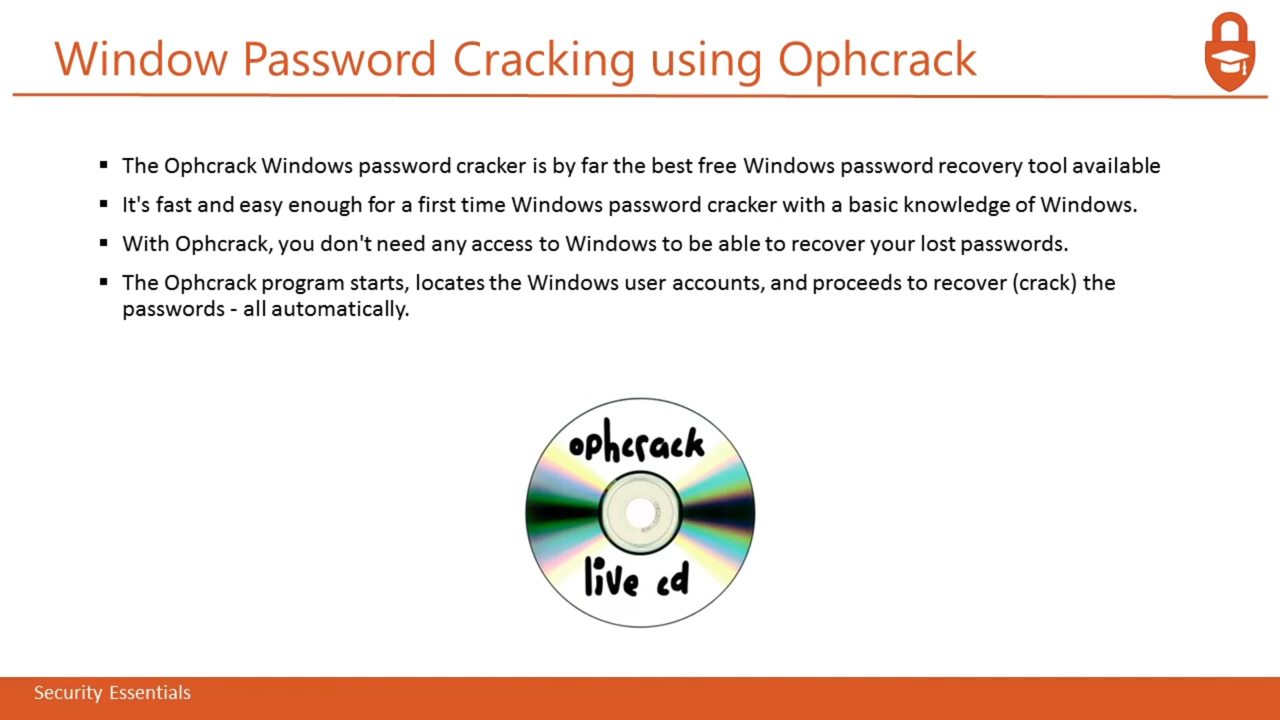 Window Password Cracking using Ophcrack
▪ The Ophcrack Windows password cracker is by far the best free Windows password recovery tool available
▪ It's fast and easy enough for a first time Windows password cracker with a basic knowledge of Windows.
▪ With Ophcrack, you don't need any access to Windows to be able to recover your lost passwords.
▪ The Ophcrack program starts, locates the Windows user accounts, and proceeds to recover (crack) the
passwords - all automatically.
ophcrack
live cd
Security Essentials